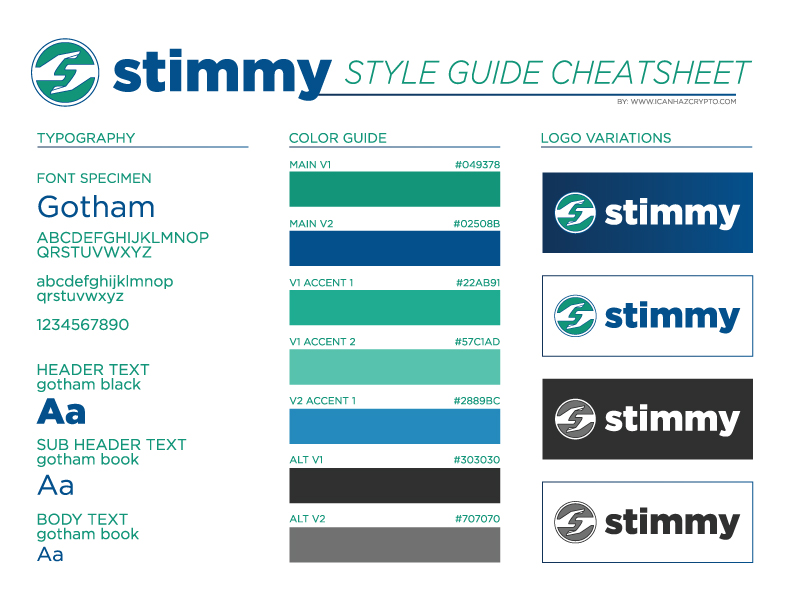 stimmy STYLE GUIDE CHEATSHEET
BY: WWW.ICANHAZCRYPTO.COM
TYPOGRAPHY
FONT SPECIMEN
Gotham
ABCDEFGHIJKLMNOP
QRSTUVWXYZ
abcdefghijklmnop
qrstuvwxyz
1234567890
HEADER TEXT
gotham black
Aa
SUB HEADER TEXT
gotham book
Aa
BODY TEXT
gotham book
Aa
COLOR GUIDE
MAIN V1 #049378
MAIN V2 #02508B
V1 ACCENT 1 #22AB91
V1 ACCENT 2 #57C1AD
V2 ACCENT 1 #2889BC
ALT V1 #303030
ALT V2 #707070
LOGO VARIATIONS
stimmy
stimmy
stimmy
stimmy